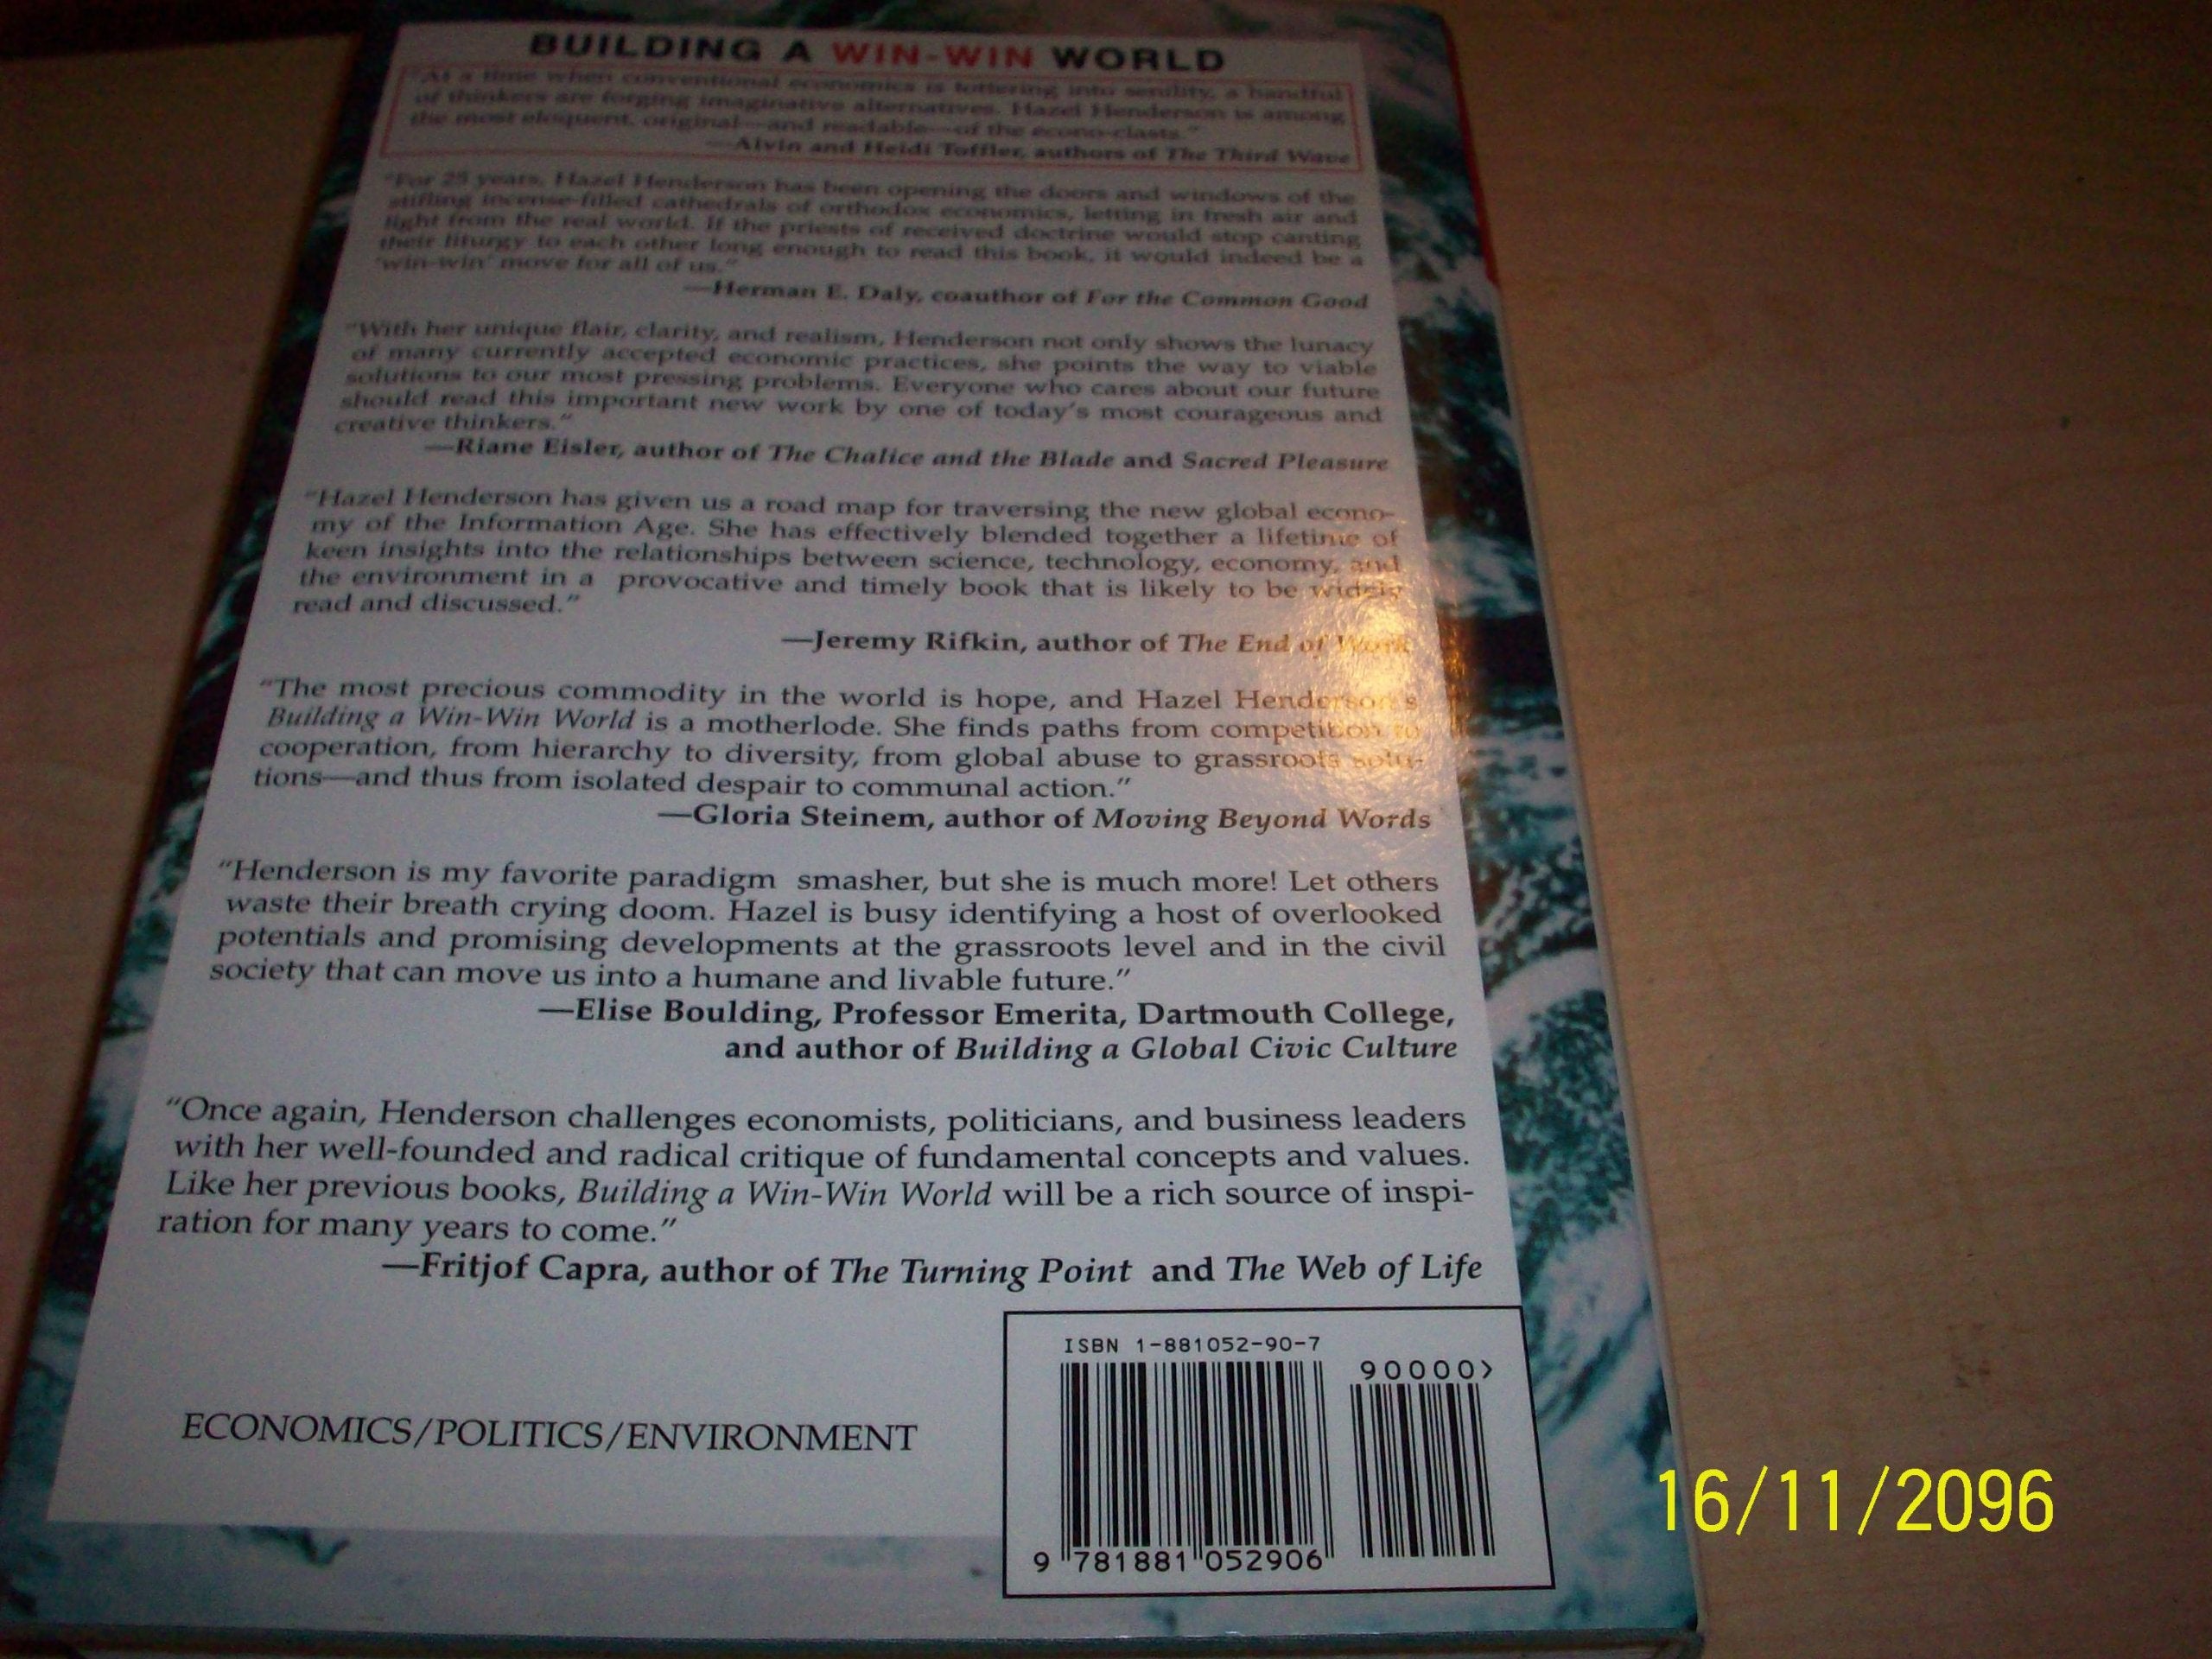 BUILDING A WIN-WIN WORLD
"At a time when conventional economics is tottering into senility, a handful
of thinkers are forging imaginative alternatives. Hazel Henderson is among
the most eloquent, original—and readable—of the econo-clasts."
—Alvin and Heidi Toffler, authors of The Third Wave
"For 25 years, Hazel Henderson has been opening the doors and windows of the
stifling incense-filled cathedrals of orthodox economics, letting in fresh air and
light from the real world. If the priests of received doctrine would stop canting
their liturgy to each other long enough to read this book, it would indeed be a
'win-win' move for all of us."
—Herman E. Daly, coauthor of For the Common Good
"With her unique flair, clarity, and realism, Henderson not only shows the lunacy
of many currently accepted economic practices, she points the way to viable
solutions to our most pressing problems. Everyone who cares about our future
should read this important new work by one of today's most courageous and
creative thinkers."
—Riane Eisler, author of The Chalice and the Blade and Sacred Pleasure
"Hazel Henderson has given us a road map for traversing the new global econo-
my of the Information Age. She has effectively blended together a lifetime of
keen insights into the relationships between science, technology, economy, and
the environment in a provocative and timely book that is likely to be widely
read and discussed."
—Jeremy Rifkin, author of The End of Work
"The most precious commodity in the world is hope, and Hazel Henderson's
Building a Win-Win World is a motherlode. She finds paths from competition to
cooperation, from hierarchy to diversity, from global abuse to grassroots solu-
tions—and thus from isolated despair to communal action."
—Gloria Steinem, author of Moving Beyond Words
"Henderson is my favorite paradigm smasher, but she is much more! Let others
waste their breath crying doom. Hazel is busy identifying a host of overlooked
potentials and promising developments at the grassroots level and in the civil
society that can move us into a humane and livable future."
—Elise Boulding, Professor Emerita, Dartmouth College,
and author of Building a Global Civic Culture
"Once again, Henderson challenges economists, politicians, and business leaders
with her well-founded and radical critique of fundamental concepts and values.
Like her previous books, Building a Win-Win World will be a rich source of inspi-
ration for many years to come."
—Fritjof Capra, author of The Turning Point and The Web of Life
ISBN 1-881052-90-7
90000>
ECONOMICS/POLITICS/ENVIRONMENT
9 781881 052906
16/11/2096